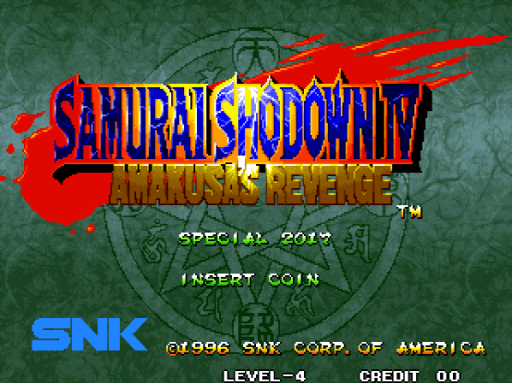 SAMURAI SHODOWN IV
AMAKUSA'S REVENGE
TM
SPECIAL 2017
INSERT COIN
SNK
©1996 SNK CORP. OF AMERICA
LEVEL-4 CREDIT 00